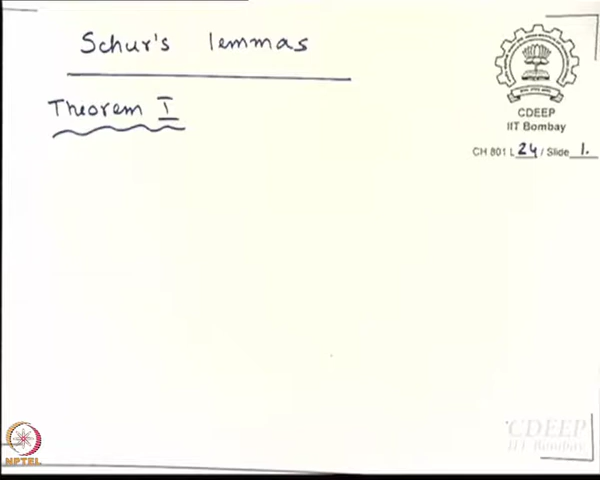 Schur's lemmas
Theorem I
CDEEP
IIT Bombay
CH 801 L 24 / Slide 1.
CDEEP
IIT Bombay
NPTEL